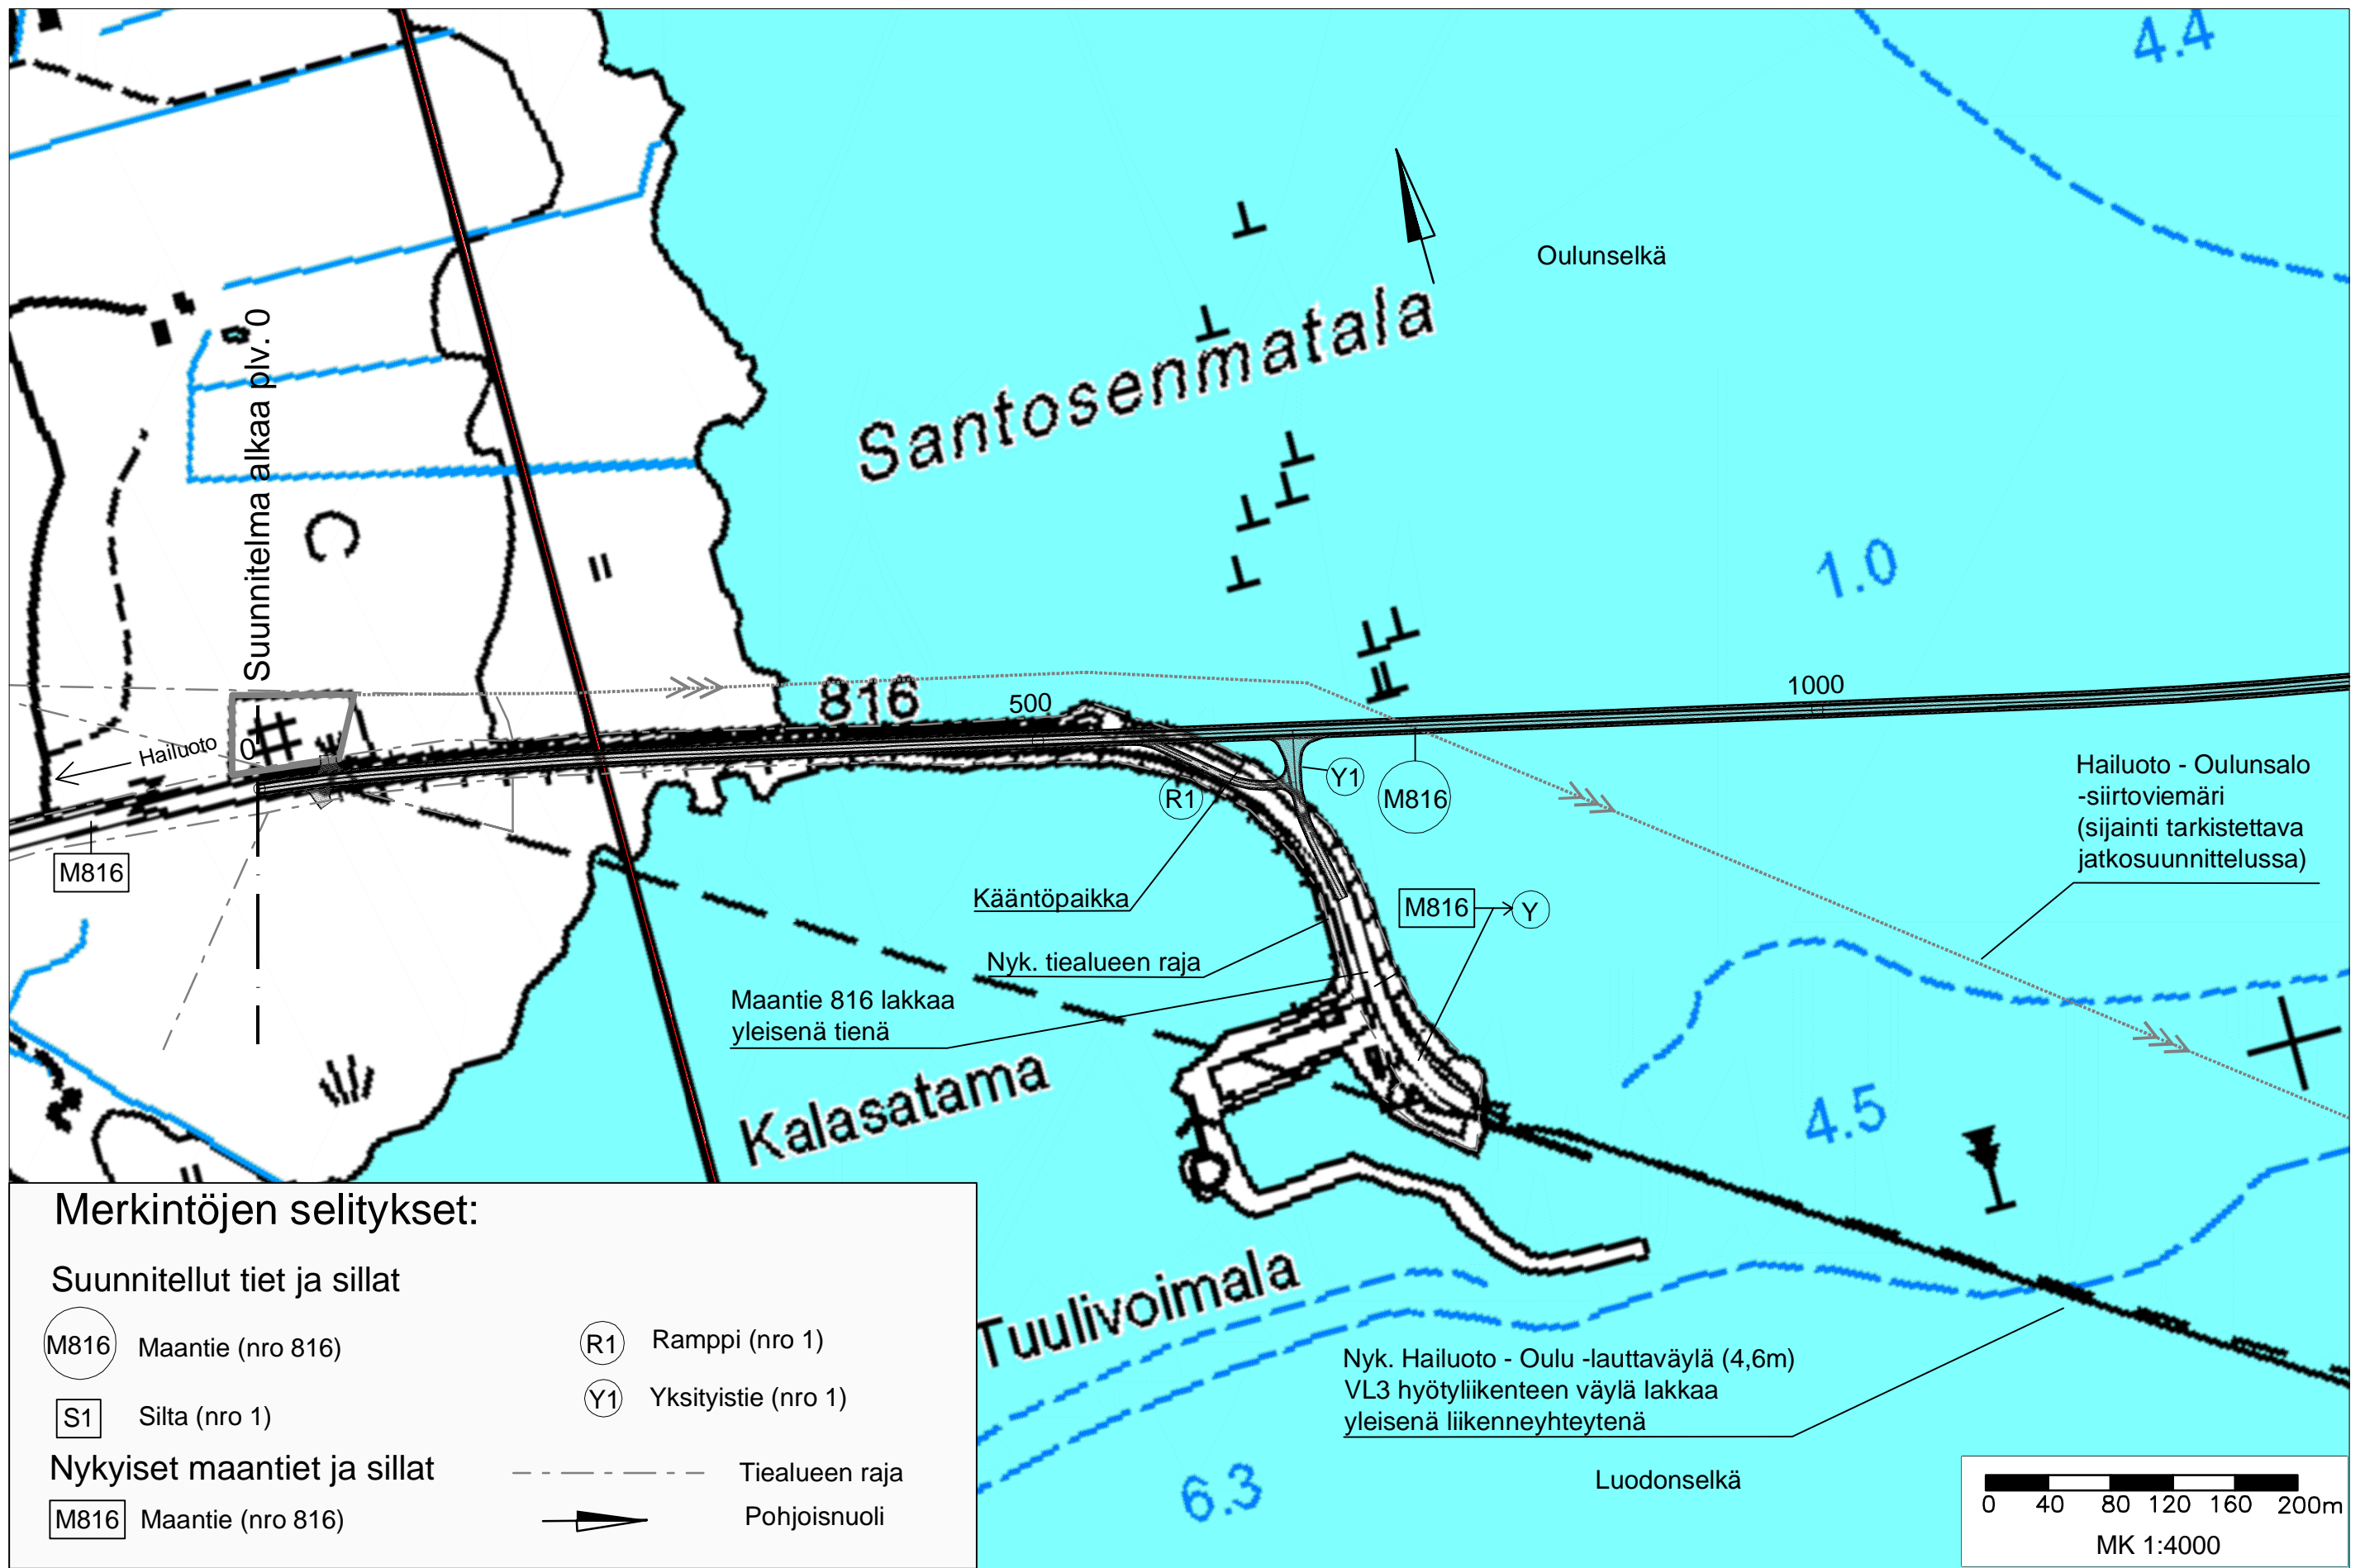 4.4
Oulunselkä
Santosenmatala
Suunnitelma alkaa plv. 0
1.0
816
500
1000
Hailuoto
0
M816
R1
Y1
M816
Hailuoto - Oulunsalo
-siirtoviemäri
(sijainti tarkistettava
jatkosuunnittelussa)
Kääntöpaikka
M816
Y
Nyk. tiealueen raja
Maantie 816 lakkaa
yleisenä tienä
Kalasatama
4.5
Tuulivoimala
Nyk. Hailuoto - Oulu -lauttaväylä (4,6m)
VL3 hyötyliikenteen väylä lakkaa
yleisenä liikenneyhteytenä
6.3
Luodonselkä
Merkintöjen selitykset:
Suunnitellut tiet ja sillat
M816 Maantie (nro 816)
R1 Ramppi (nro 1)
S1 Silta (nro 1)
Y1 Yksityistie (nro 1)
Nykyiset maantiet ja sillat
Tiealueen raja
M816 Maantie (nro 816)
Pohjoisnuoli
0 40 80 120 160 200m
MK 1:4000